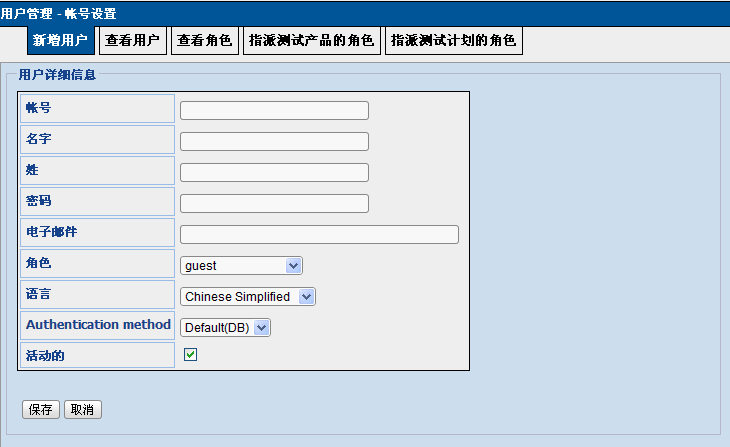 用户管理 - 帐号设置
新增用户 查看用户 查看角色 指派测试产品的角色 指派测试计划的角色
用户详细信息
帐号
名字
姓
密码
电子邮件
角色 guest
语言 Chinese Simplified
Authentication method Default(DB)
活动的
保存 取消